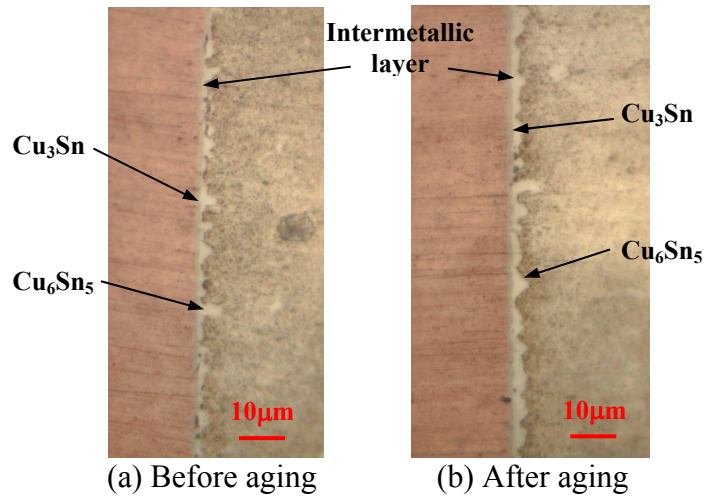 Intermetallic
layer
Cu₃Sn
Cu₆Sn₅
10μm
(a) Before aging
Cu₃Sn
Cu₆Sn₅
10μm
(b) After aging